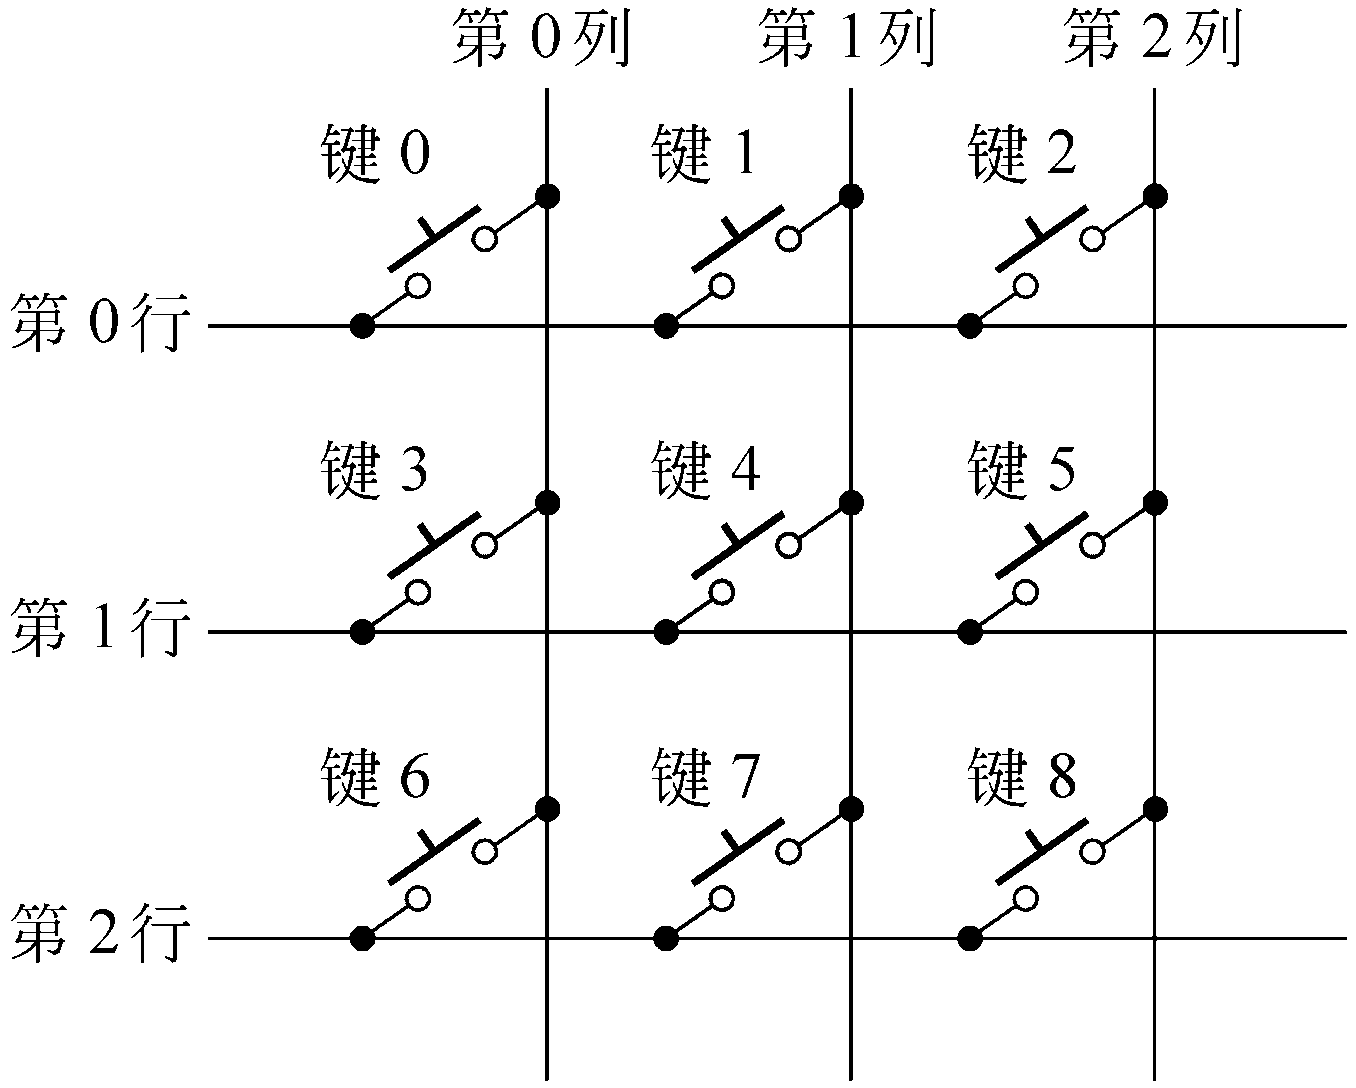 第 0 列 第 1 列 第 2 列
键 0 键 1 键 2
第 0 行
键 3 键 4 键 5
第 1 行
键 6 键 7 键 8
第 2 行